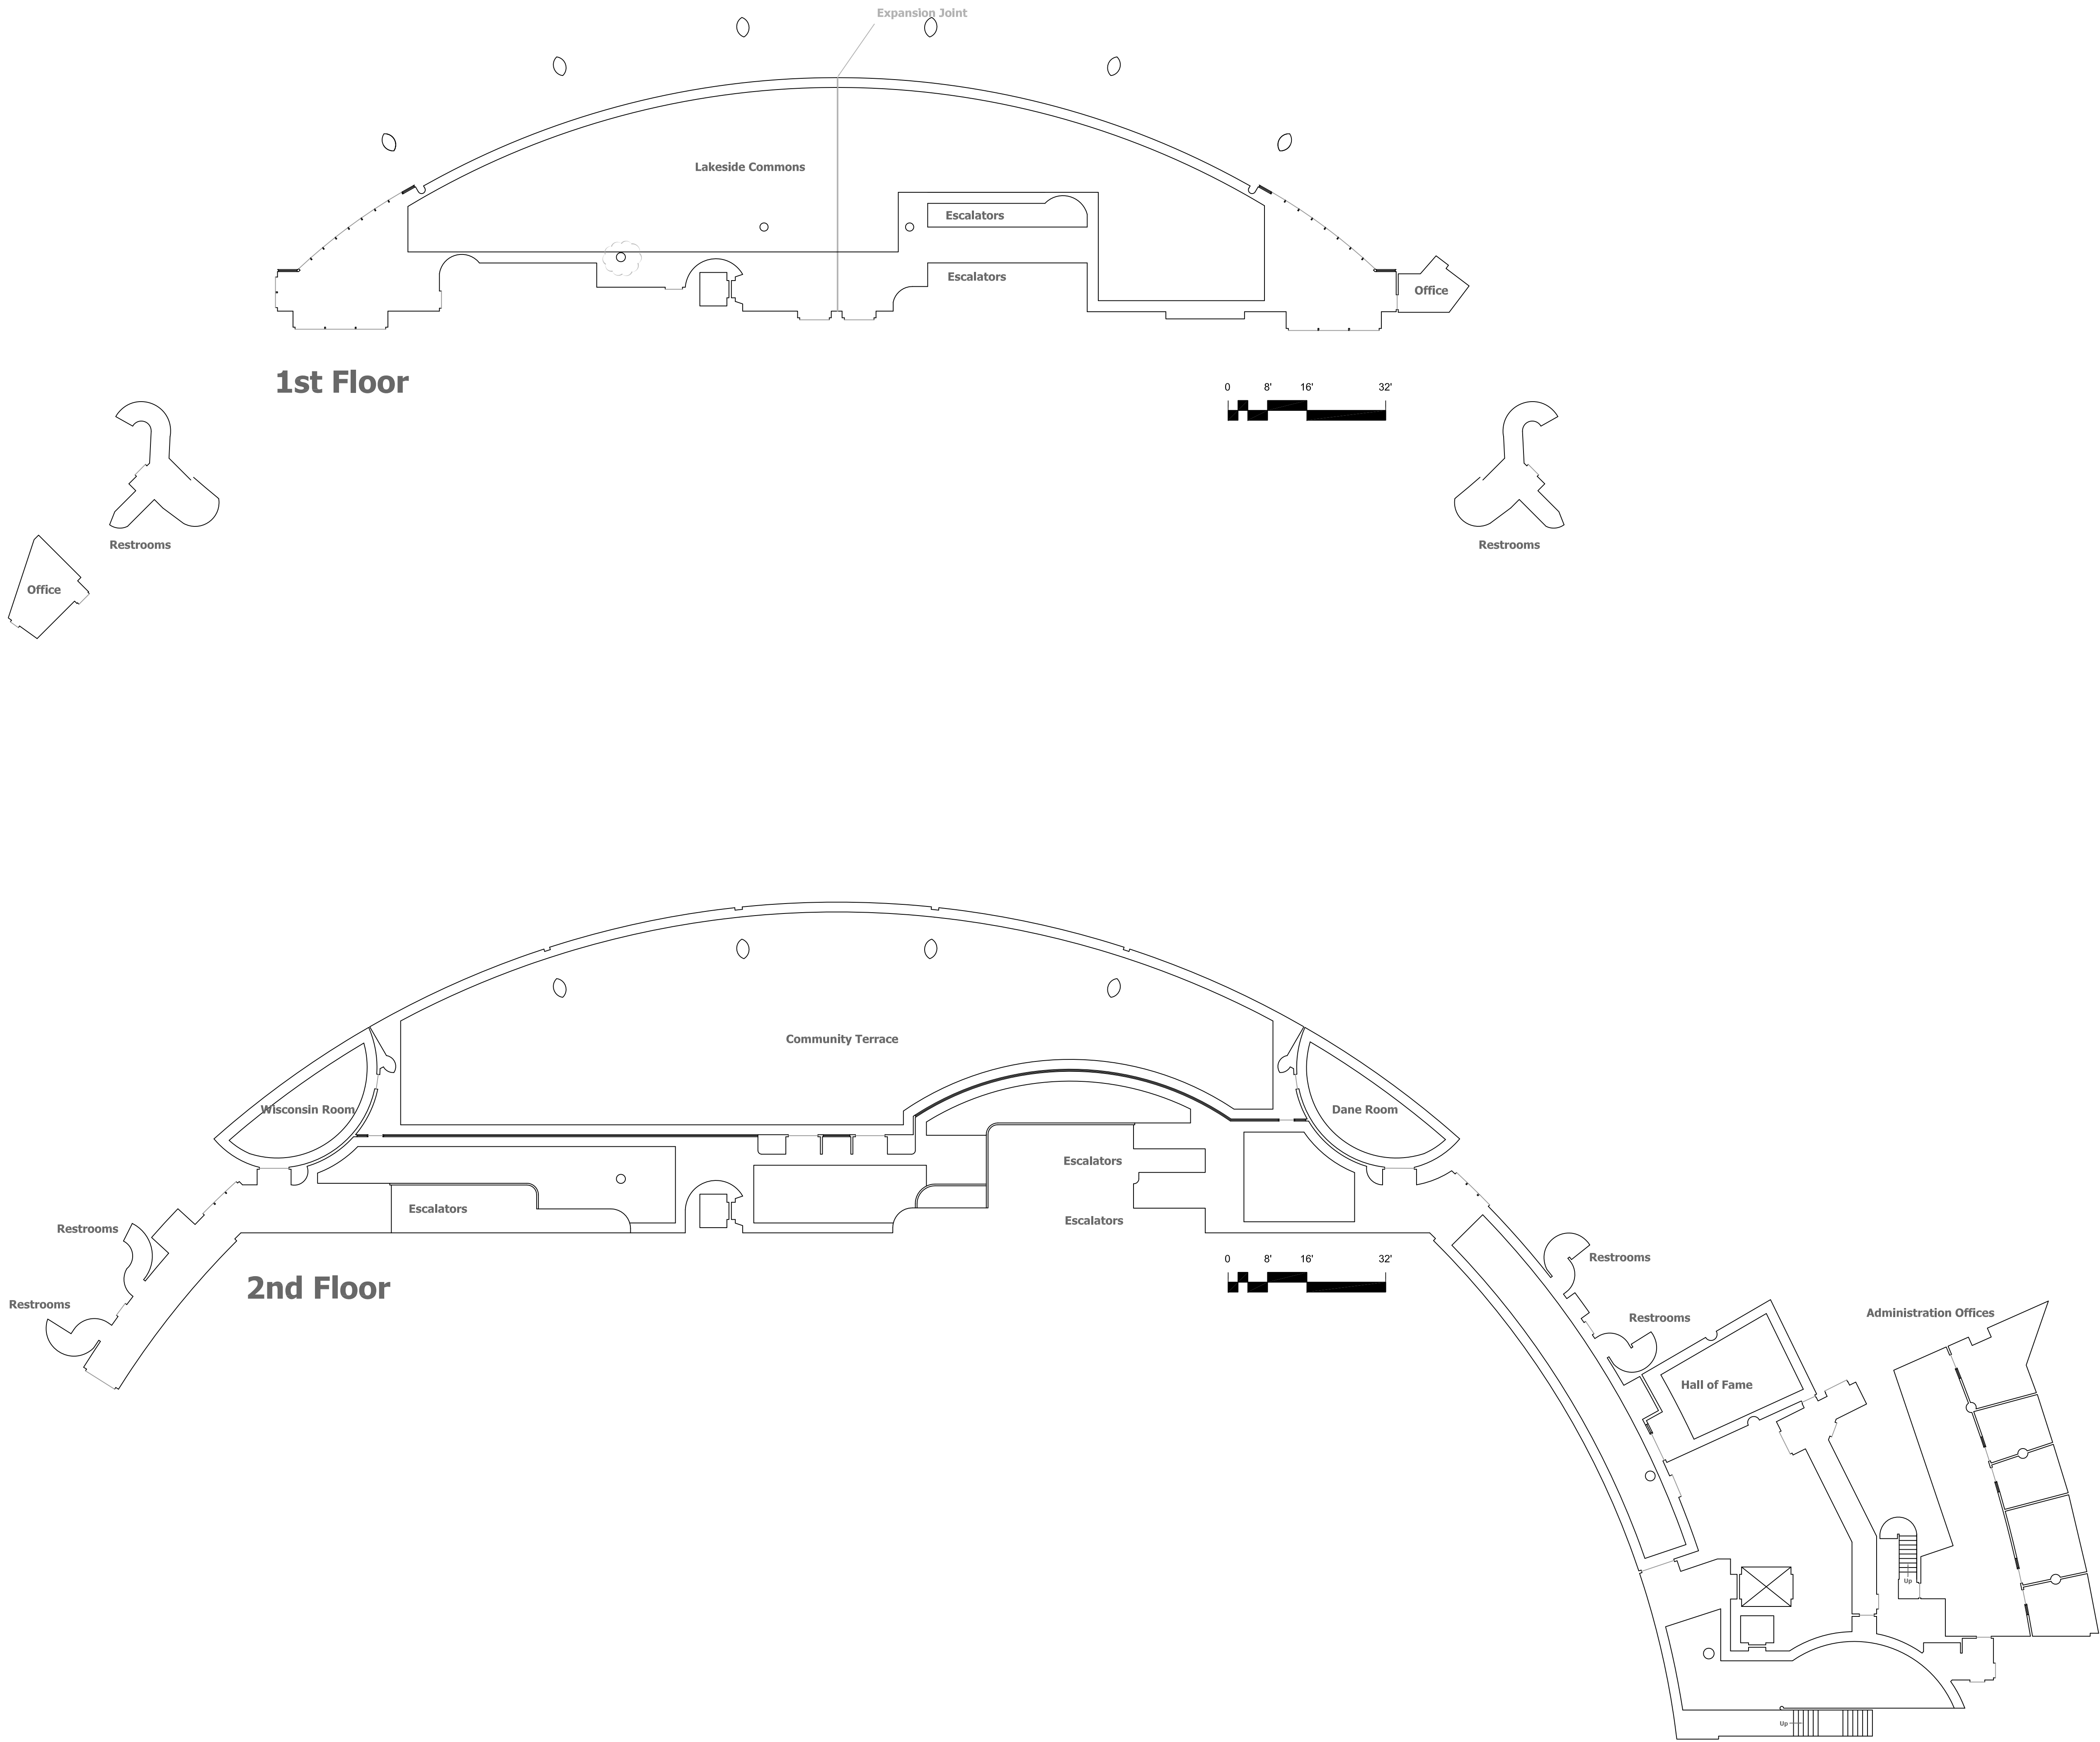 Expansion Joint
Lakeside Commons
Escalators
Escalators
Office
1st Floor
0 8' 16' 32'
Restrooms
Restrooms
Office
Community Terrace
Wisconsin Room
Dane Room
Escalators
Escalators
Escalators
Restrooms
Restrooms
2nd Floor
0 8' 16' 32'
Restrooms
Restrooms
Administration Offices
Hall of Fame
Up
Up